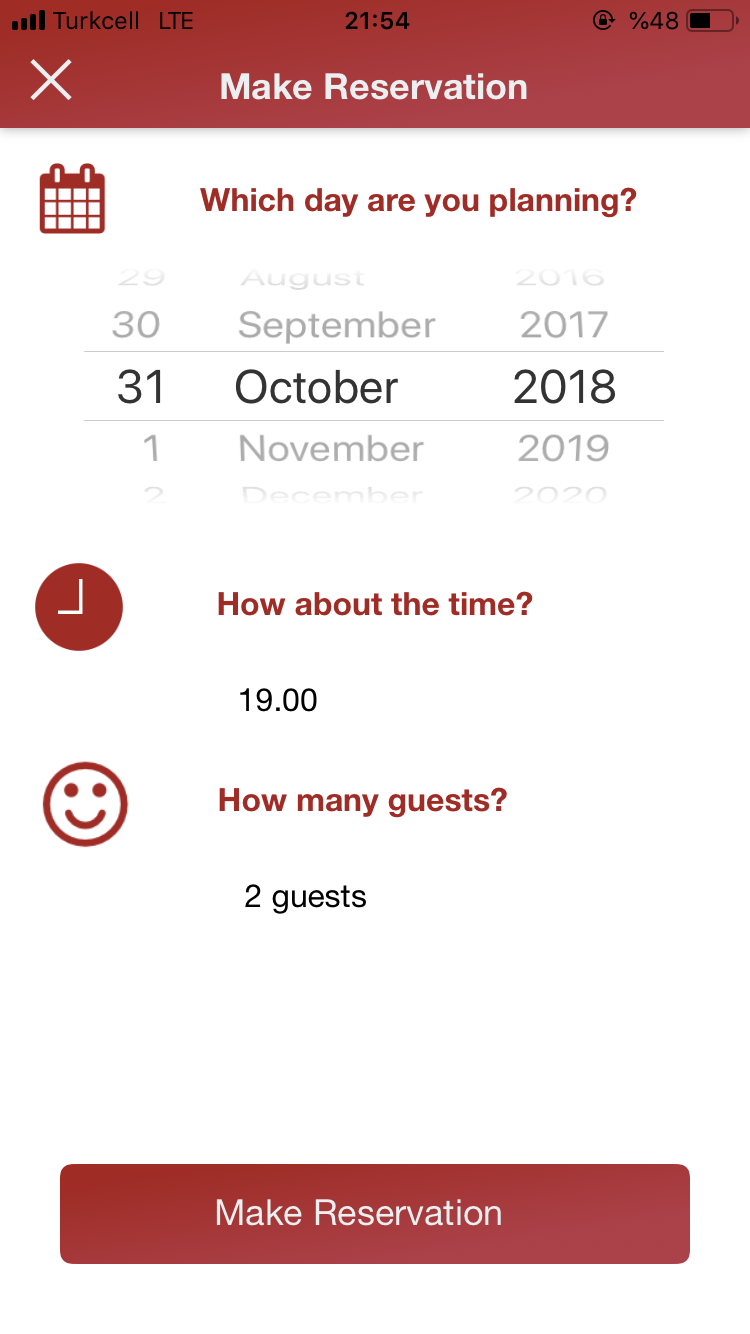 Turkcell LTE 21:54 %48
Make Reservation
Which day are you planning?
29 August 2016
30 September 2017
31 October 2018
1 November 2019
2 December 2020
How about the time?
19.00
How many guests?
2 guests
Make Reservation